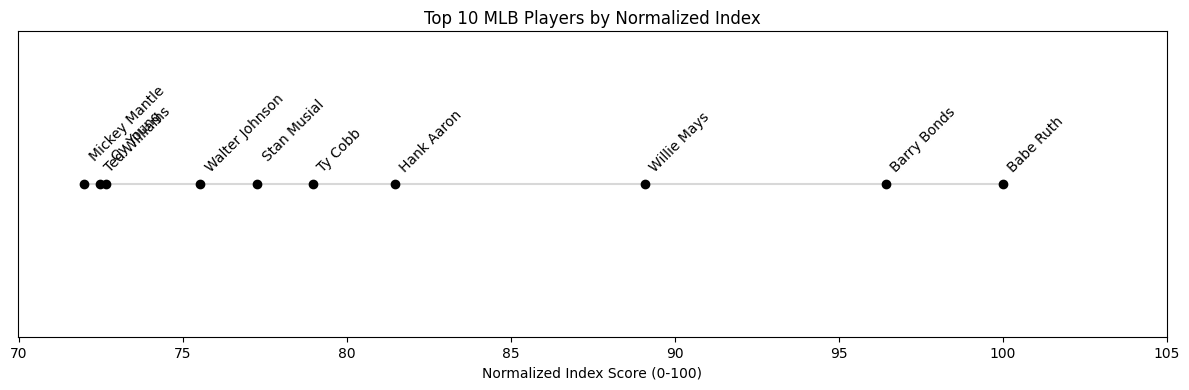 Top 10 MLB Players by Normalized Index
Mickey Mantle
Cy Young
Ted Williams
Walter Johnson
Stan Musial
Ty Cobb
Hank Aaron
Willie Mays
Barry Bonds
Babe Ruth
70 75 80 85 90 95 100 105
Normalized Index Score (0-100)